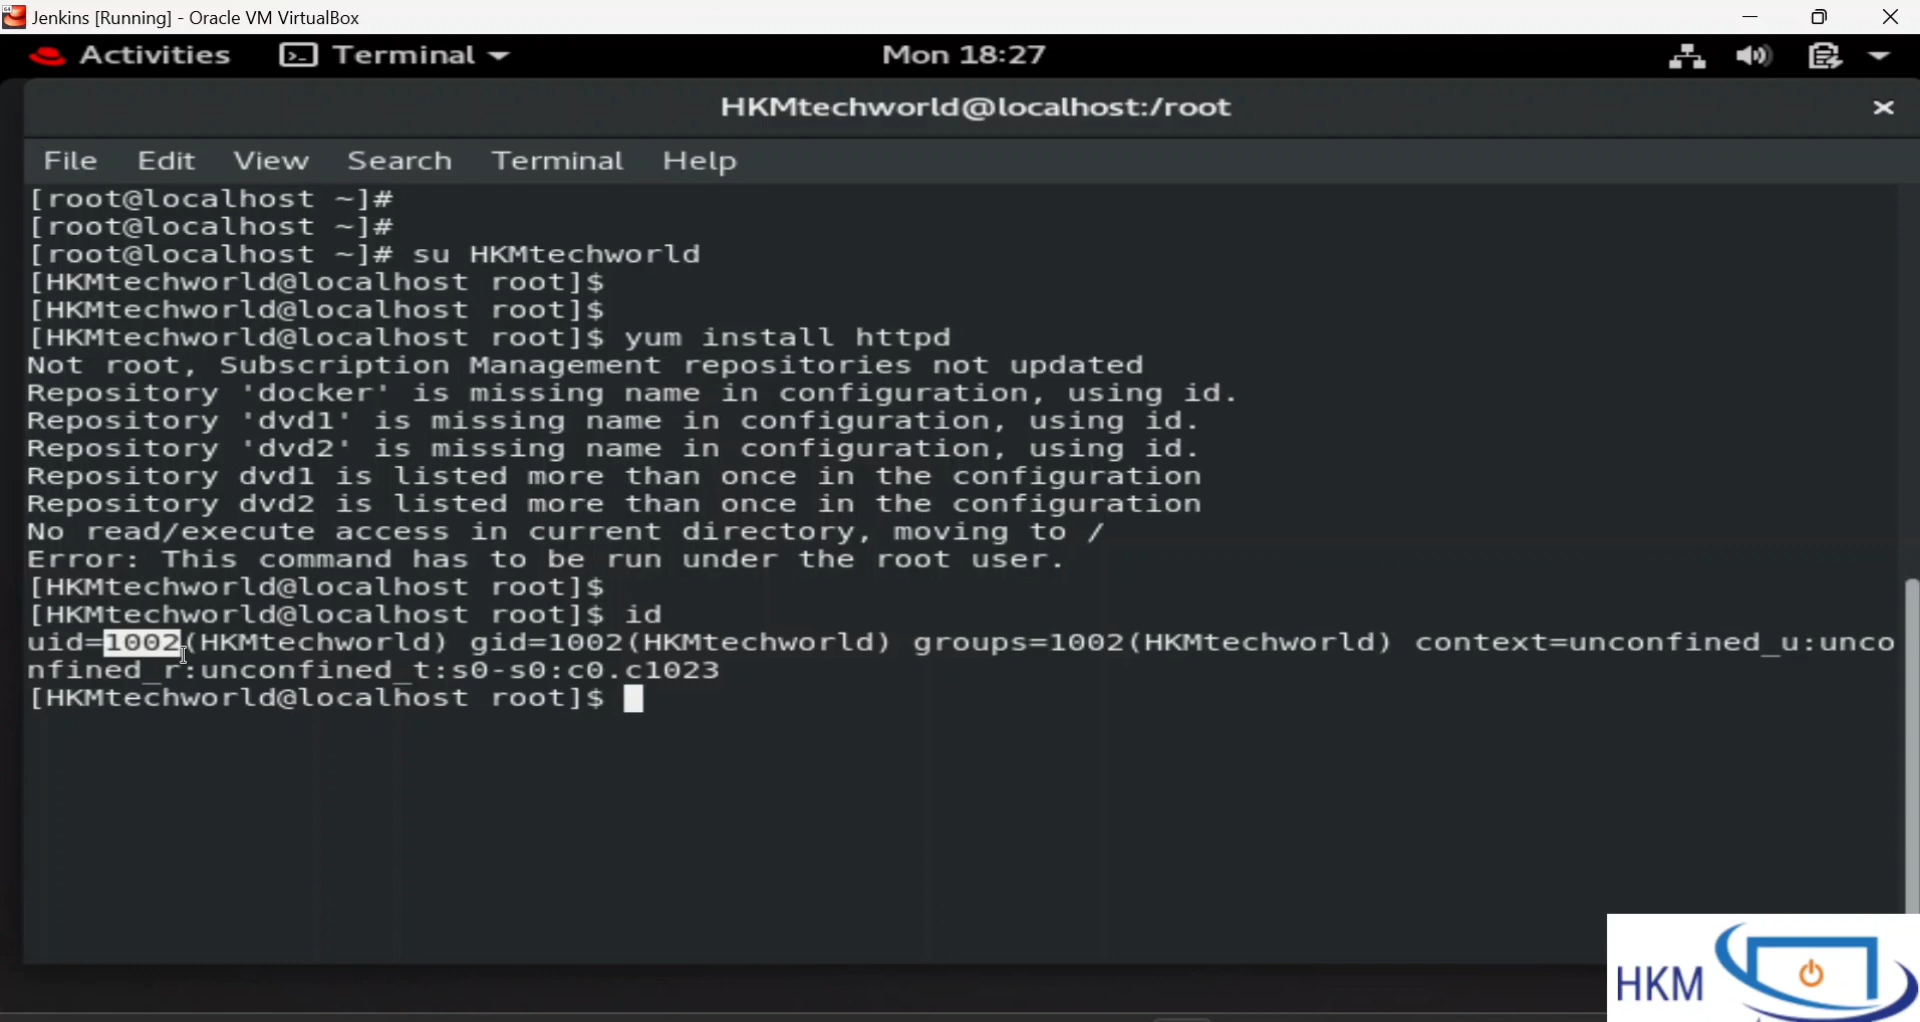 Jenkins [Running] - Oracle VM VirtualBox
Activities Terminal Mon 18:27
HKMtechworld@localhost:/root
File Edit View Search Terminal Help
[root@localhost ~]#
[root@localhost ~]#
[root@localhost ~]# su HKMtechworld
[HKMtechworld@localhost root]$
[HKMtechworld@localhost root]$
[HKMtechworld@localhost root]$ yum install httpd
Not root, Subscription Management repositories not updated
Repository 'docker' is missing name in configuration, using id.
Repository 'dvd1' is missing name in configuration, using id.
Repository 'dvd2' is missing name in configuration, using id.
Repository dvd1 is listed more than once in the configuration
Repository dvd2 is listed more than once in the configuration
No read/execute access in current directory, moving to /
Error: This command has to be run under the root user.
[HKMtechworld@localhost root]$
[HKMtechworld@localhost root]$ id
uid=1002(HKMtechworld) gid=1002(HKMtechworld) groups=1002(HKMtechworld) context=unconfined_u:unco
nfined_r:unconfined_t:s0-s0:c0.c1023
[HKMtechworld@localhost root]$
HKM